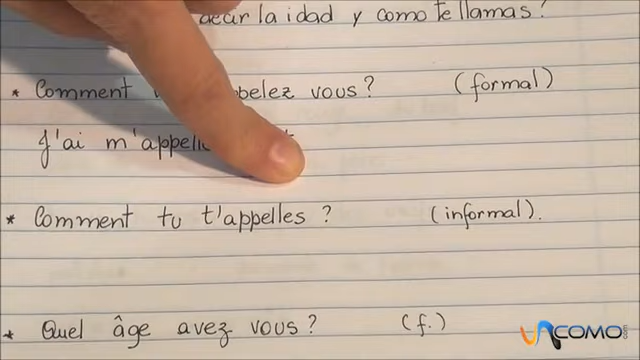 decir la idad y como te llamas?
* Comment appelez vous? (formal)
J'ai m'appelle
* Comment tu t'appelles? (informal).
* Quel âge avez vous? (f.)
UNCOMO.com